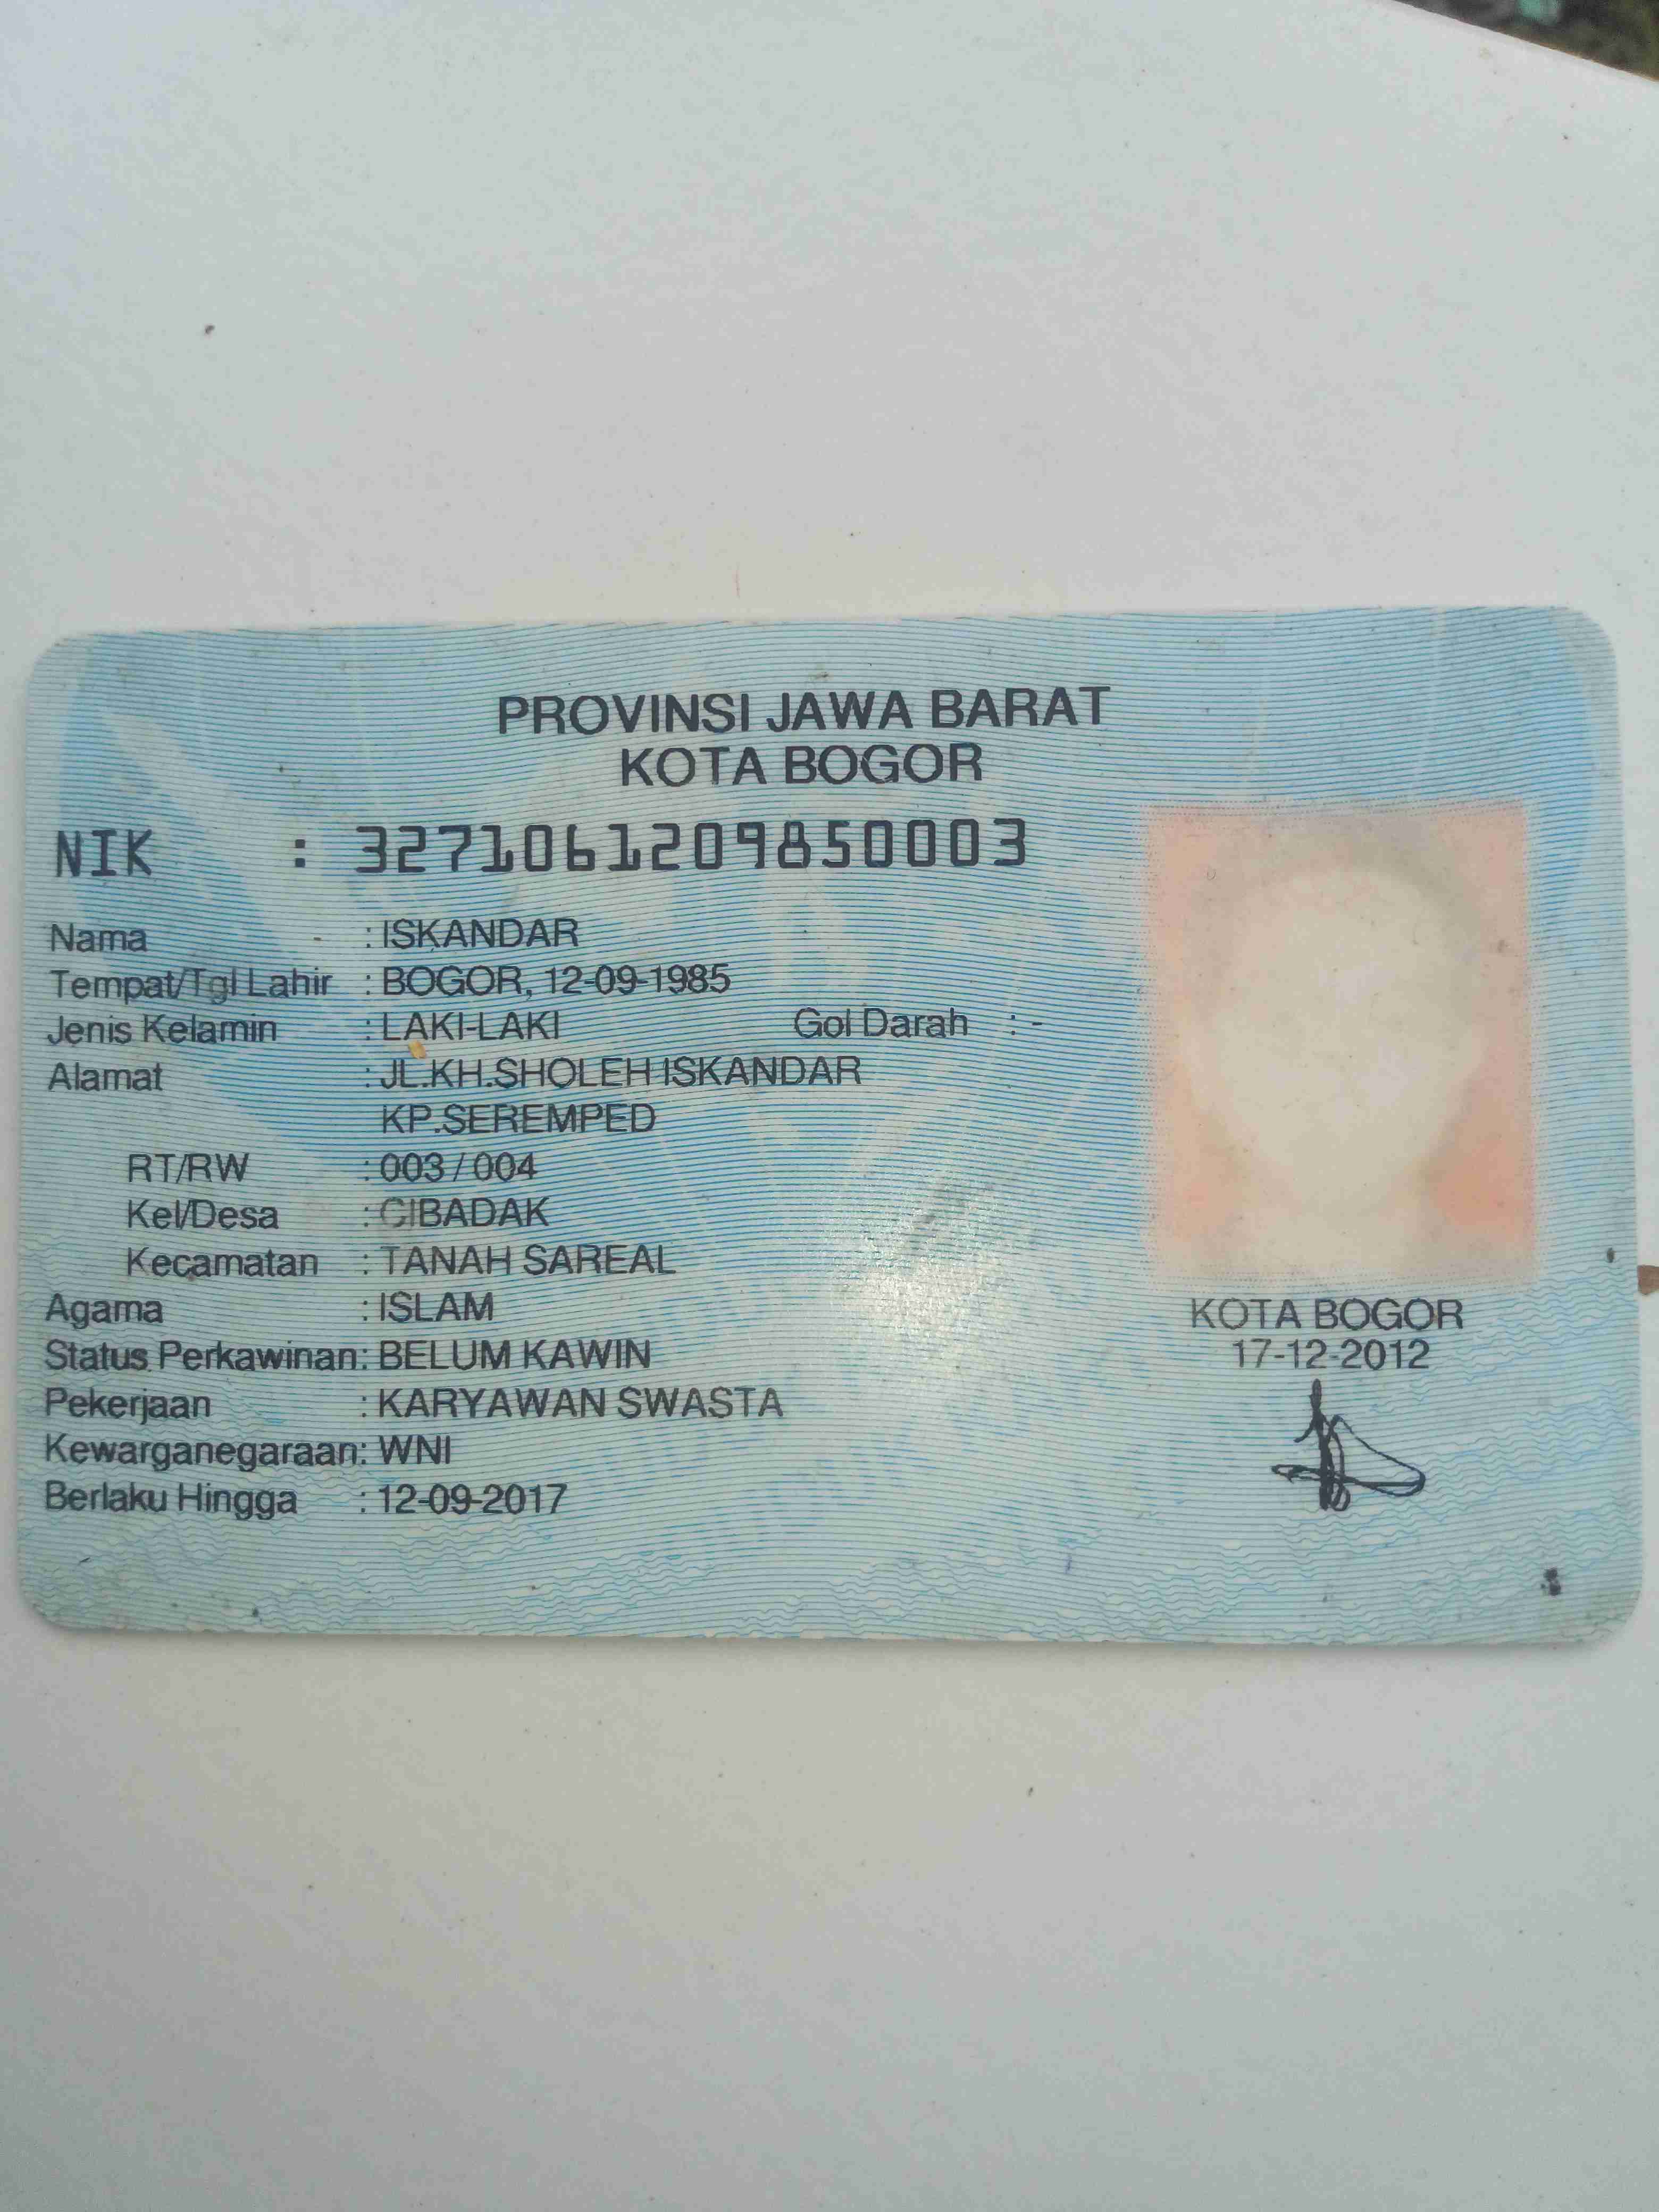 PROVINSI JAWA BARAT
KOTA BOGOR
NIK : 3271061209850003
Nama : ISKANDAR
Tempat/Tgl Lahir : BOGOR, 12-09-1985
Jenis Kelamin : LAKI-LAKI Gol Darah : -
Alamat : JL.KH.SHOLEH ISKANDAR
KP.SEREMPED
RT/RW : 003 / 004
Kel/Desa : CIBADAK
Kecamatan : TANAH SAREAL
Agama : ISLAM
Status Perkawinan: BELUM KAWIN
Pekerjaan : KARYAWAN SWASTA
Kewarganegaraan: WNI
Berlaku Hingga : 12-09-2017
KOTA BOGOR
17-12-2012